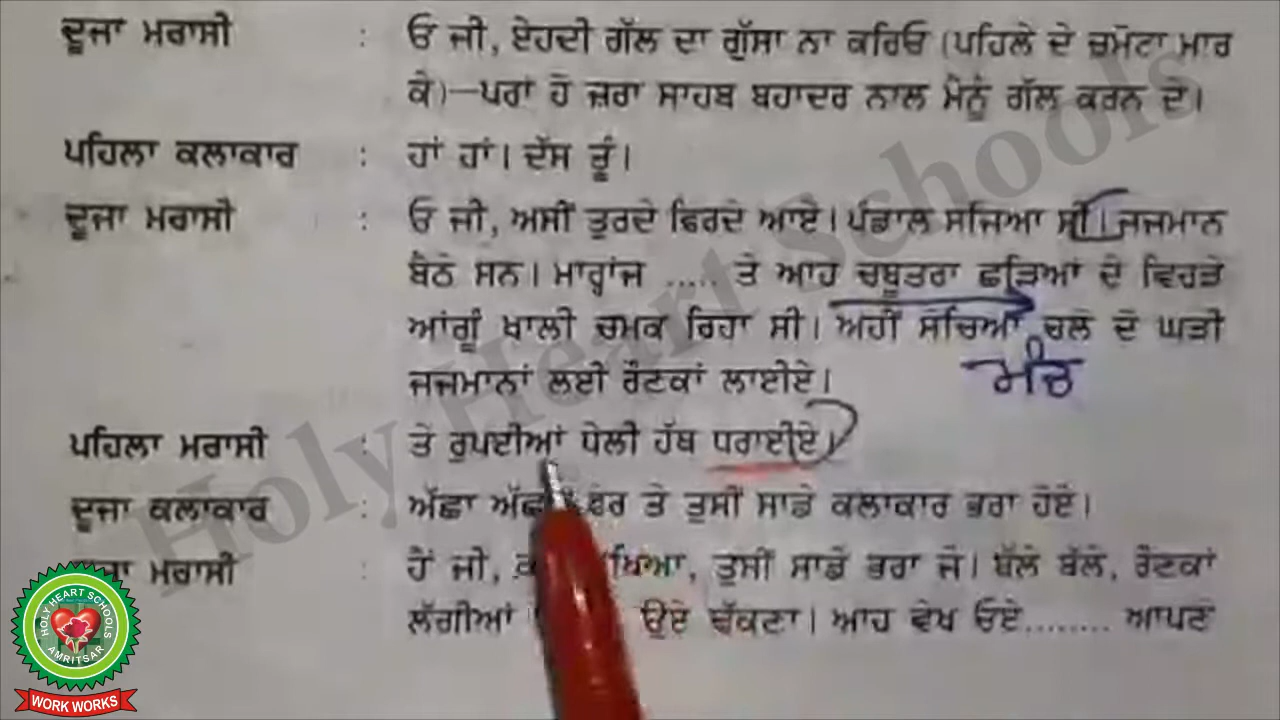 ਦੂਜਾ ਮਰਾਸੀ : ਓ ਜੀ, ਏਹਦੀ ਗੱਲ ਦਾ ਗੁੱਸਾ ਨਾ ਕਰਿਓ (ਪਹਿਲੇ ਦੇ ਚਮੋਟਾ ਮਾਰ
ਕੇ)—ਪਰਾਂ ਹੋ ਜ਼ਰਾ ਸਾਹਬ ਬਹਾਦਰ ਨਾਲ ਮੈਨੂੰ ਗੱਲ ਕਰਨ ਦੇ।
ਪਹਿਲਾ ਕਲਾਕਾਰ : ਹਾਂ ਹਾਂ। ਦੱਸ ਤੂੰ।
ਦੂਜਾ ਮਰਾਸੀ : ਓ ਜੀ, ਅਸੀਂ ਤੁਰਦੇ ਫਿਰਦੇ ਆਏ। ਪੰਡਾਲ ਸਜਿਆ ਸੀ। ਜਜਮਾਨ
ਬੈਠੇ ਸਨ। ਮਾਰ੍ਹਾਂਜ ..... ਤੇ ਆਹ ਚਬੂਤਰਾ ਛੜਿਆਂ ਦੇ ਵਿਹੜੇ
ਆਂਗੂੰ ਖਾਲੀ ਚਮਕ ਰਿਹਾ ਸੀ। ਅਹੀਂ ਸੋਚਿਆਂ ਚਲੋ ਦੋ ਘੜੀ
ਮੰਚ
ਜਜਮਾਨਾਂ ਲਈ ਰੌਣਕਾਂ ਲਾਈਏ।
ਪਹਿਲਾ ਮਰਾਸੀ : ਤੇ ਰੁਪਈਆਂ ਧੇਲੀ ਹੱਥ ਧਰਾਈਏ।
ਦੂਜਾ ਕਲਾਕਾਰ : ਅੱਛਾ ਤੇ ਤੁਸੀਂ ਸਾਡੇ ਕਲਾਕਾਰ ਭਰਾ ਹੋਏ।
ਮਰਾਸੀ : ਹੈਂ ਜੀ, ਤੁਸੀਂ ਸਾਡੇ ਭਰਾ ਜੇ। ਬੱਲੇ ਬੱਲੇ, ਰੌਣਕਾਂ
ਲੱਗੀਆਂ ਉਏ ਚੱਕਣਾ। ਆਹ ਵੇਖ ਓਏ........ ਆਪਣੇ
Holy Heart Schools
HOLY HEART SCHOOLS
AMRITSAR
WORK WORKS